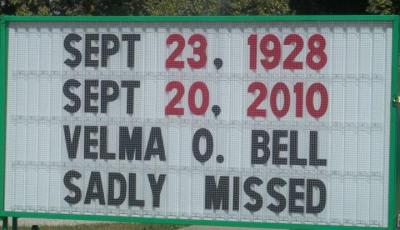 SEPT 23, 1928
SEPT 20, 2010
VELMA O. BELL
SADLY MISSED